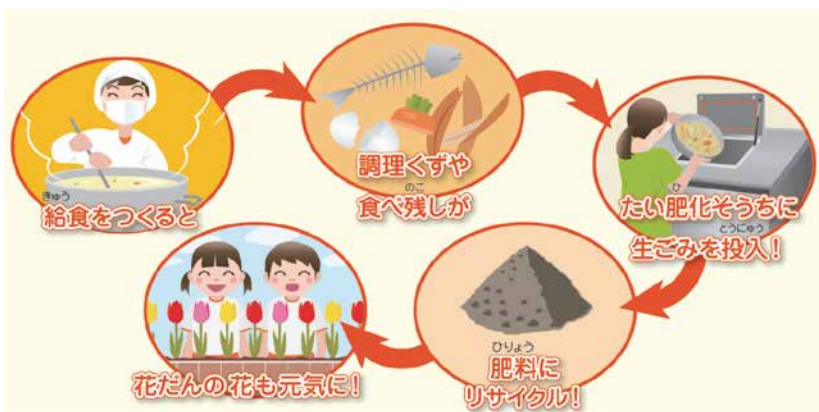 きゅう
給食をつくると
調理くずや
のこ
食べ残しが
ひ
たい肥化そうちに
とうにゅう
生ごみを投入!
ひりょう
肥料に
リサイクル!
花だんの花も元気に!